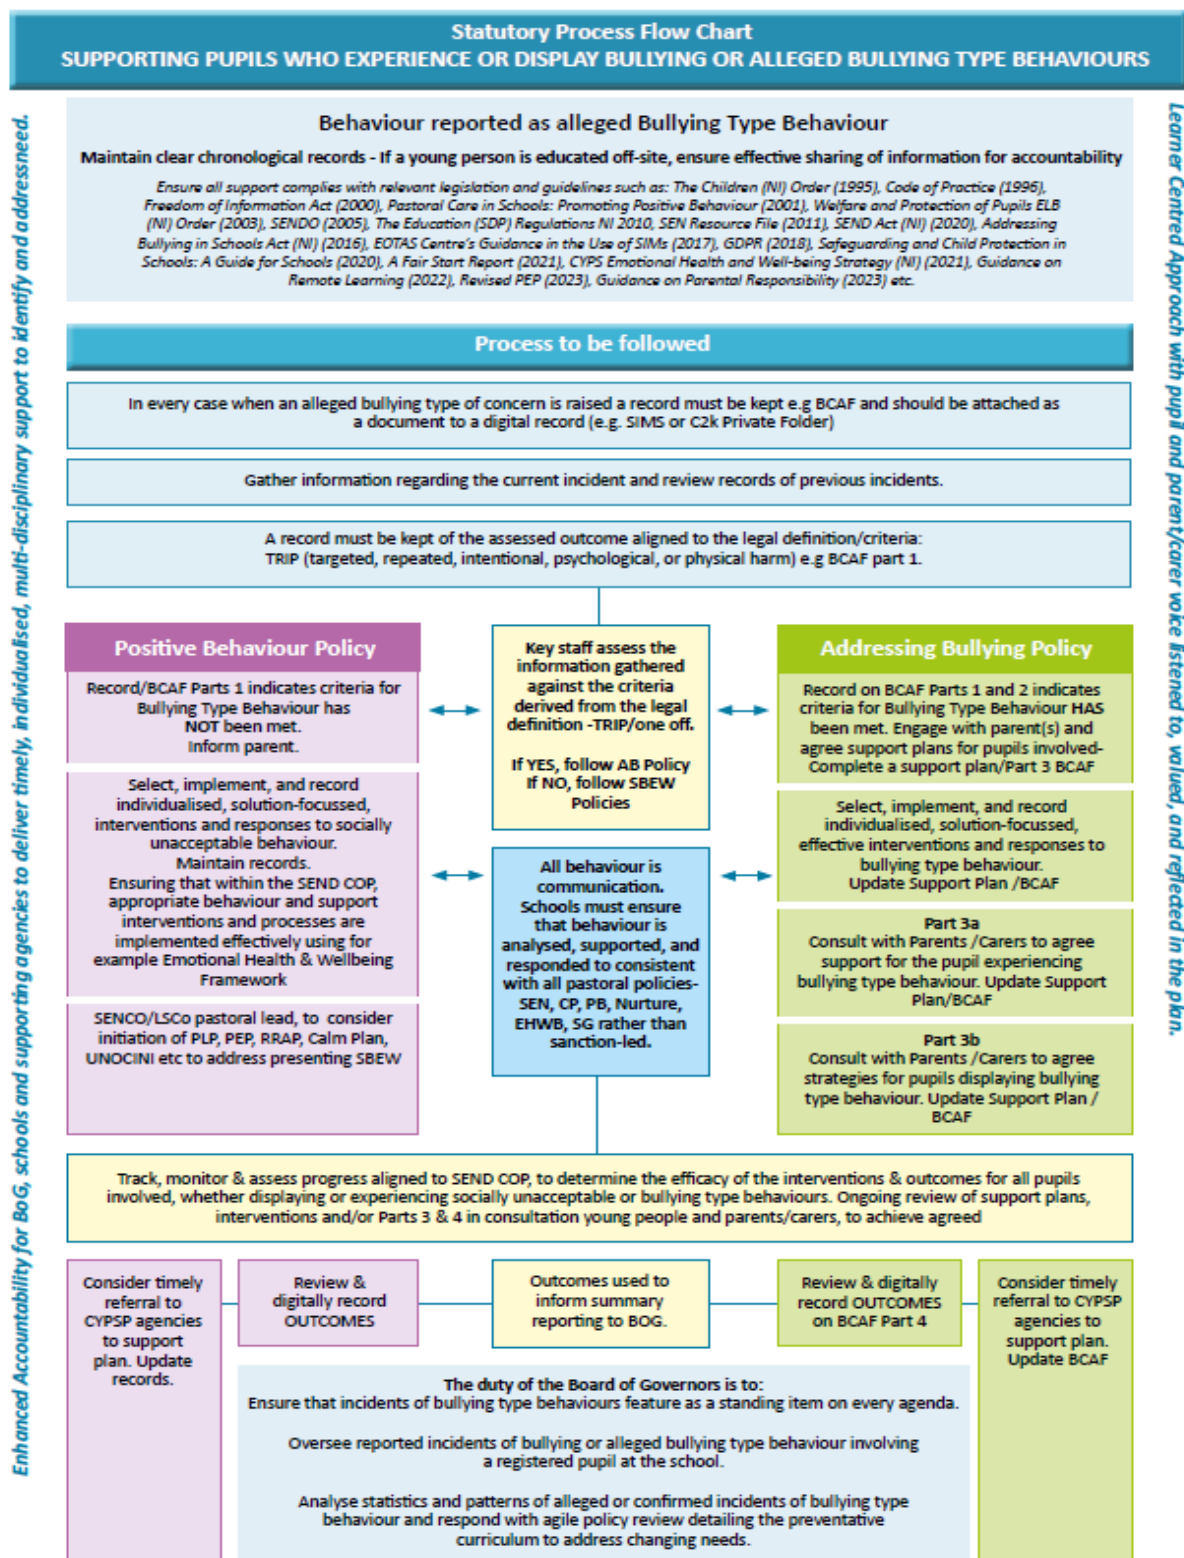 Statutory Process Flow Chart
SUPPORTING PUPILS WHO EXPERIENCE OR DISPLAY BULLYING OR ALLEGED BULLYING TYPE BEHAVIOURS
Enhanced Accountability for BoG, schools and supporting agencies to deliver timely, individualised, multi-disciplinary support to identify and addressneed.
Learner Centred Approach with pupil and parent/carer voice listened to, valued, and reflected in the plan.
Behaviour reported as alleged Bullying Type Behaviour
Maintain clear chronological records - If a young person is educated off-site, ensure effective sharing of information for accountability
Ensure all support complies with relevant legislation and guidelines such as: The Children (NI) Order (1995), Code of Practice (1996),
Freedom of Information Act (2000), Pastoral Care in Schools: Promoting Positive Behaviour (2001), Welfare and Protection of Pupils ELB
(NI) Order (2003), SENDO (2005), The Education (SDP) Regulations NI 2010, SEN Resource File (2011), SEND Act (NI) (2020), Addressing
Bullying in Schools Act (NI) (2016), EOTAS Centre's Guidance in the Use of SIMs (2017), GDPR (2018), Safeguarding and Child Protection in
Schools: A Guide for Schools (2020), A Fair Start Report (2021), CYPS Emotional Health and Well-being Strategy (NI) (2021), Guidance on
Remote Learning (2022), Revised PEP (2023), Guidance on Parental Responsibility (2023) etc.
Process to be followed
In every case when an alleged bullying type of concern is raised a record must be kept e.g BCAF and should be attached as
a document to a digital record (e.g. SIMS or C2k Private Folder)
Gather information regarding the current incident and review records of previous incidents.
A record must be kept of the assessed outcome aligned to the legal definition/criteria:
TRIP (targeted, repeated, intentional, psychological, or physical harm) e.g BCAF part 1.
Positive Behaviour Policy
Record/BCAF Parts 1 indicates criteria for
Bullying Type Behaviour has
NOT been met.
Inform parent.
Select, implement, and record
individualised, solution-focussed,
interventions and responses to socially
unacceptable behaviour.
Maintain records.
Ensuring that within the SEND COP,
appropriate behaviour and support
interventions and processes are
implemented effectively using for
example Emotional Health & Wellbeing
Framework
SENCO/LSCo pastoral lead, to consider
initiation of PLP, PEP, RRAP, Calm Plan,
UNOCINI etc to address presenting SBEW
Key staff assess the
information gathered
against the criteria
derived from the legal
definition -TRIP/one off.
If YES, follow AB Policy
If NO, follow SBEW
Policies
All behaviour is
communication.
Schools must ensure
that behaviour is
analysed, supported, and
responded to consistent
with all pastoral policies-
SEN, CP, PB, Nurture,
EHWB, SG rather than
sanction-led.
Addressing Bullying Policy
Record on BCAF Parts 1 and 2 indicates
criteria for Bullying Type Behaviour HAS
been met. Engage with parent(s) and
agree support plans for pupils involved-
Complete a support plan/Part 3 BCAF
Select, implement, and record
individualised, solution-focussed,
effective interventions and responses to
bullying type behaviour.
Update Support Plan /BCAF
Part 3a
Consult with Parents /Carers to agree
support for the pupil experiencing
bullying type behaviour. Update Support
Plan/BCAF
Part 3b
Consult with Parents /Carers to agree
strategies for pupils displaying bullying
type behaviour. Update Support Plan /
BCAF
Track, monitor & assess progress aligned to SEND COP, to determine the efficacy of the interventions & outcomes for all pupils
involved, whether displaying or experiencing socially unacceptable or bullying type behaviours. Ongoing review of support plans,
interventions and/or Parts 3 & 4 in consultation young people and parents/carers, to achieve agreed
Consider timely
referral to
CYPSP agencies
to support
plan. Update
records.
Review &
digitally record
OUTCOMES
Outcomes used to
inform summary
reporting to BOG.
Review & digitally
record OUTCOMES
on BCAF Part 4
Consider timely
referral to CYPSP
agencies to
support plan.
Update BCAF
The duty of the Board of Governors is to:
Ensure that incidents of bullying type behaviours feature as a standing item on every agenda.
Oversee reported incidents of bullying or alleged bullying type behaviour involving
a registered pupil at the school.
Analyse statistics and patterns of alleged or confirmed incidents of bullying type
behaviour and respond with agile policy review detailing the preventative
curriculum to address changing needs.